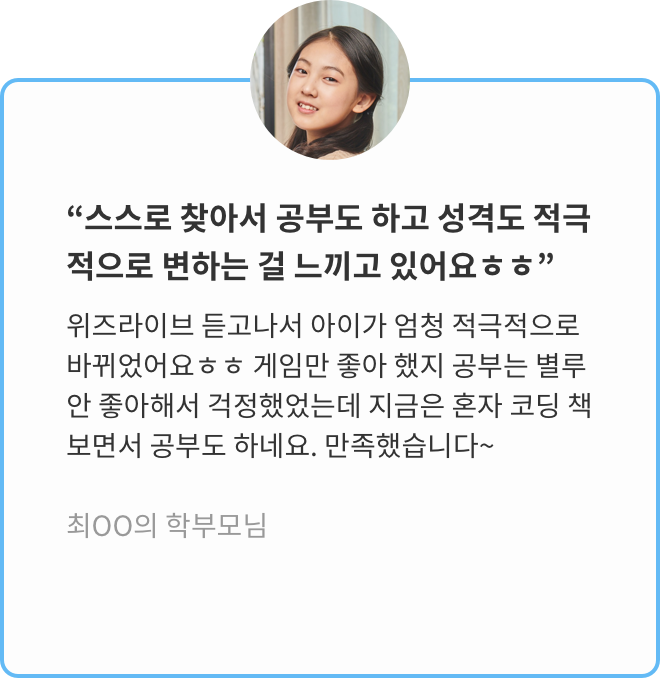 “스스로 찾아서 공부도 하고 성격도 적극
적으로 변하는 걸 느끼고 있어요ㅎㅎ”
위즈라이브 듣고나서 아이가 엄청 적극적으로
바뀌었어요ㅎㅎ 게임만 좋아 했지 공부는 별루
안 좋아해서 걱정했었는데 지금은 혼자 코딩 책
보면서 공부도 하네요. 만족했습니다~
최OO의 학부모님